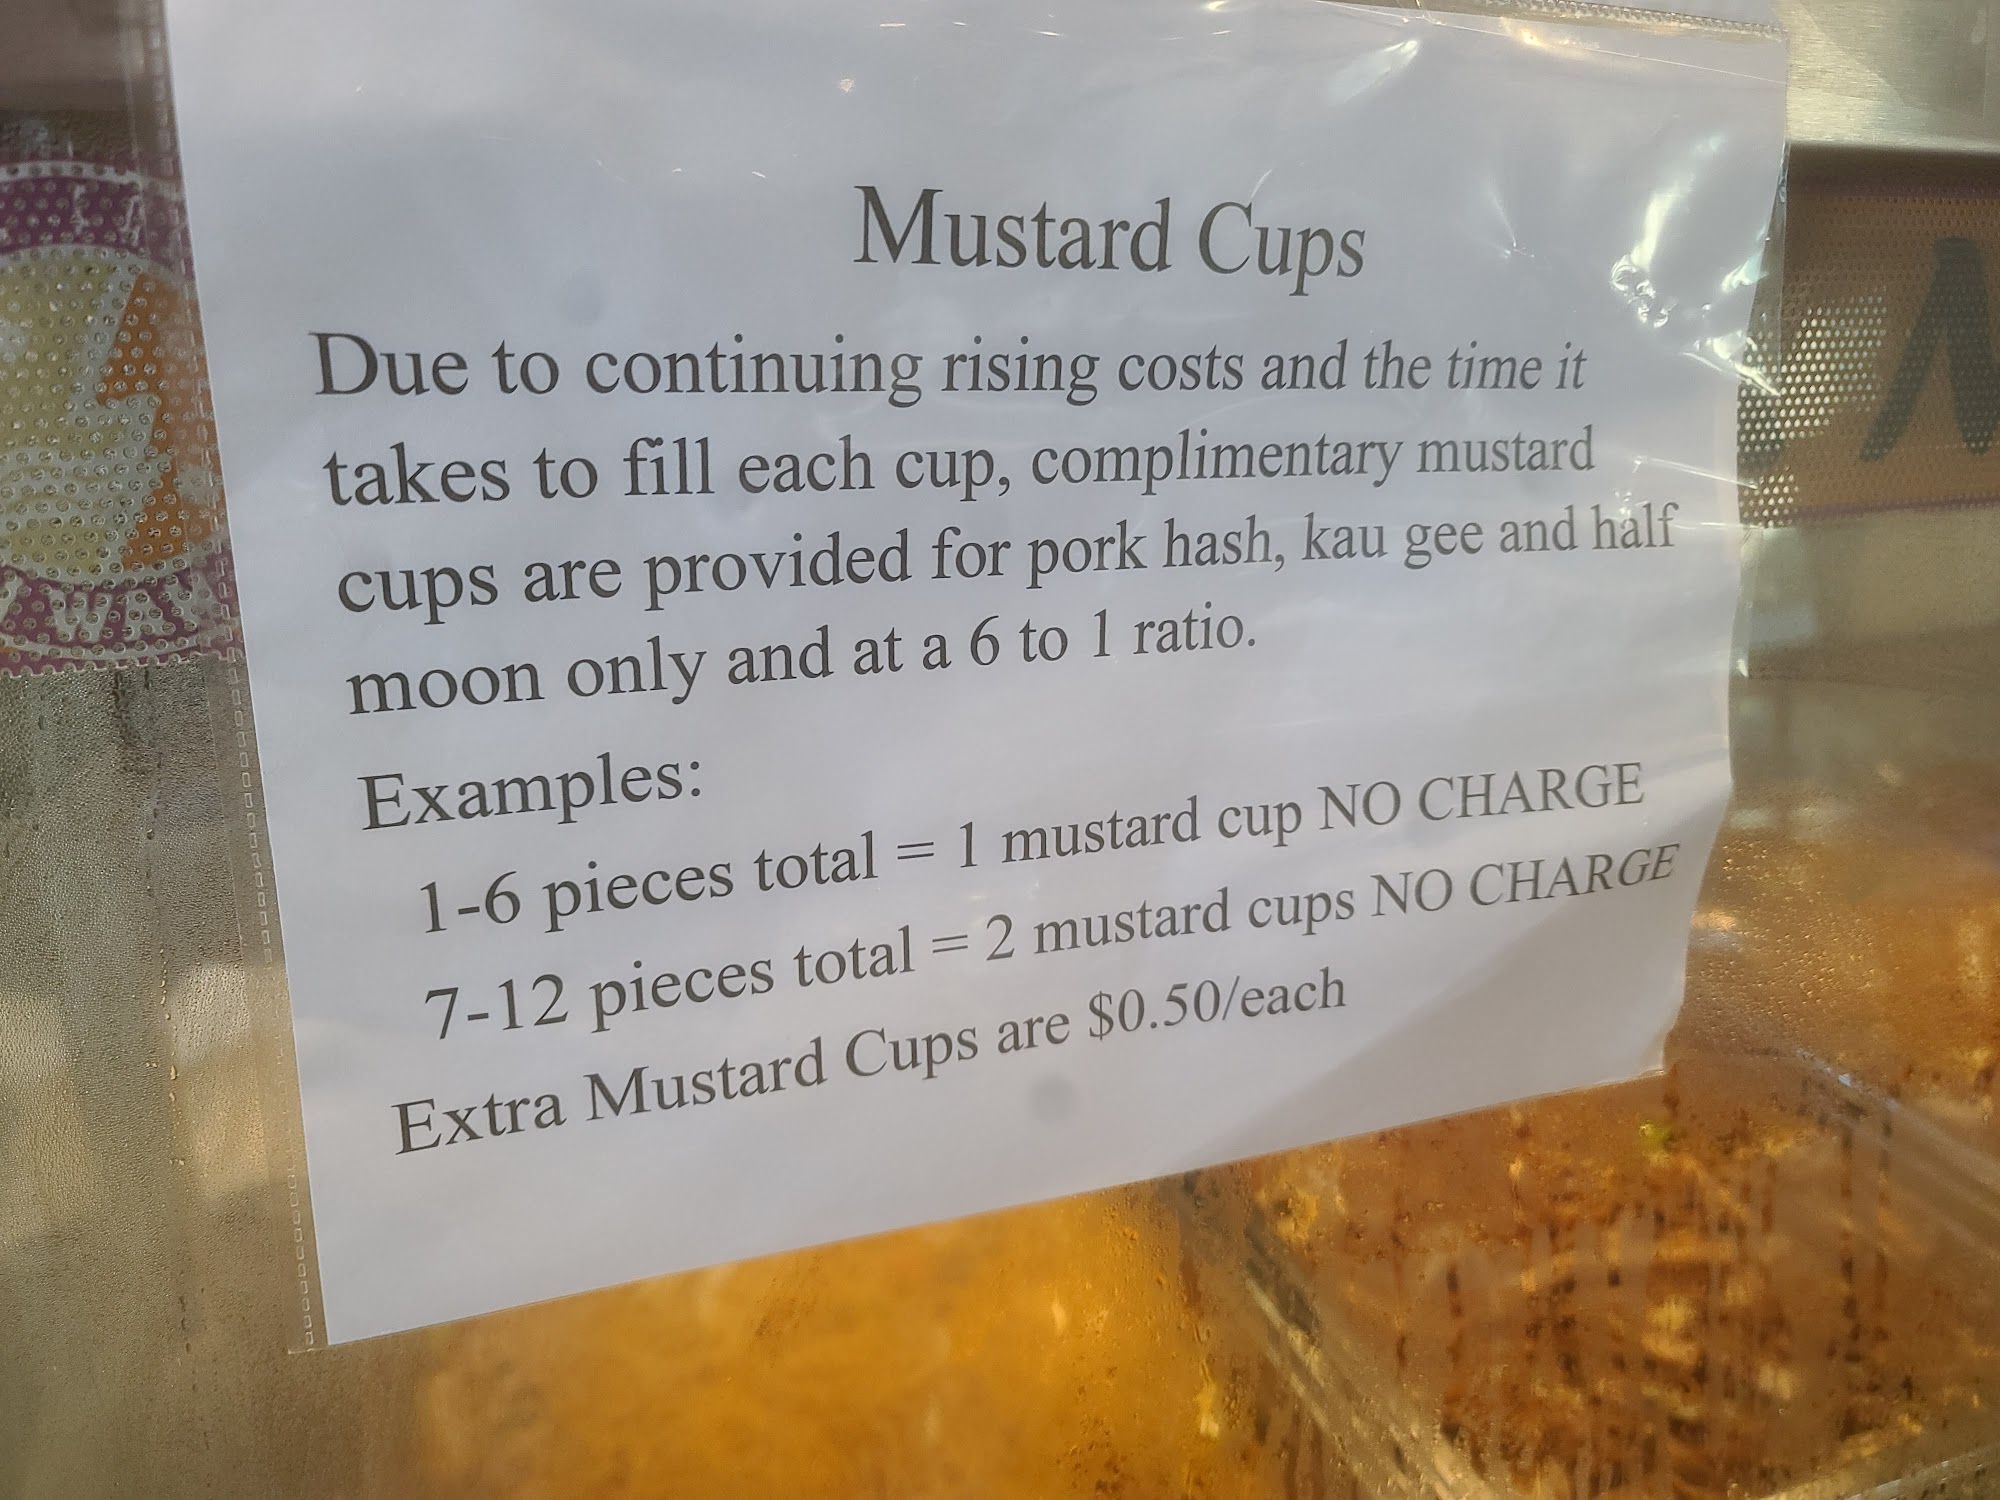 Mustard Cups
Due to continuing rising costs and the time it
takes to fill each cup, complimentary mustard
cups are provided for pork hash, kau gee and half
moon only and at a 6 to 1 ratio.
Examples:
1-6 pieces total = 1 mustard cup NO CHARGE
7-12 pieces total = 2 mustard cups NO CHARGE
Extra Mustard Cups are $0.50/each
WAY